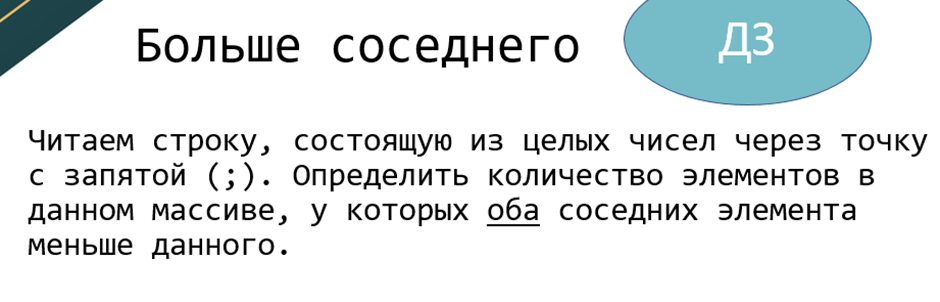 Больше соседнего
ДЗ
Читаем строку, состоящую из целых чисел через точку
с запятой (;). Определить количество элементов в
данном массиве, у которых оба соседних элемента
меньше данного.